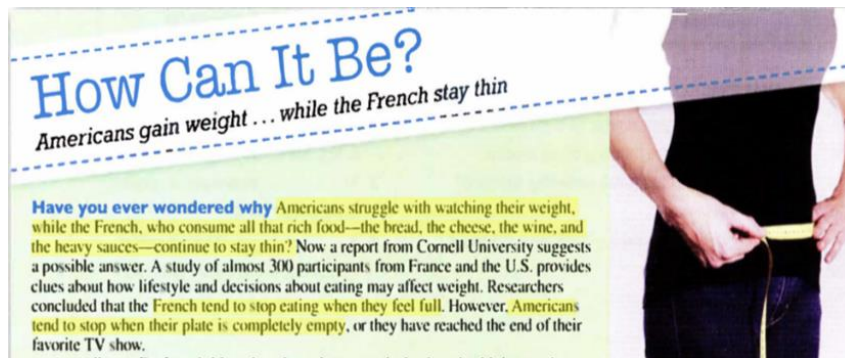 How Can It Be?
Americans gain weight ... while the French stay thin
Have you ever wondered why Americans struggle with watching their weight,
while the French, who consume all that rich food—the bread, the cheese, the wine, and
the heavy sauces—continue to stay thin? Now a report from Cornell University suggests
a possible answer. A study of almost 300 participants from France and the U.S. provides
clues about how lifestyle and decisions about eating may affect weight. Researchers
concluded that the French tend to stop eating when they feel full. However, Americans
tend to stop when their plate is completely empty, or they have reached the end of their
favorite TV show.